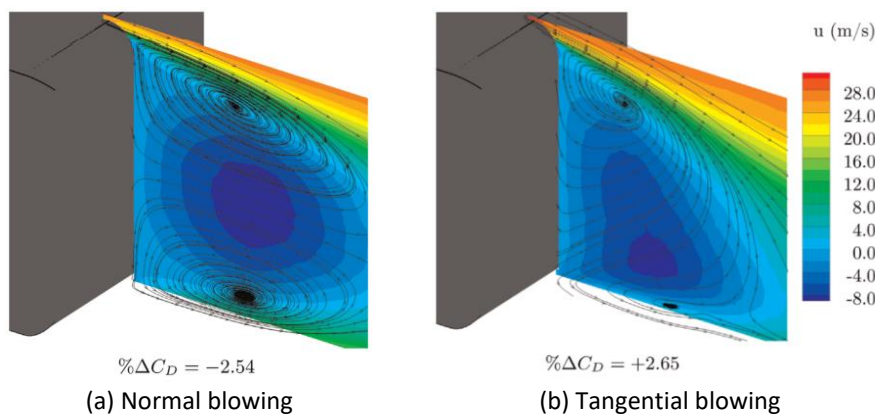 u (m/s)
28.0
24.0
20.0
16.0
12.0
8.0
4.0
0.0
-4.0
-8.0
%ΔC_D = −2.54
%ΔC_D = +2.65
(a) Normal blowing
(b) Tangential blowing